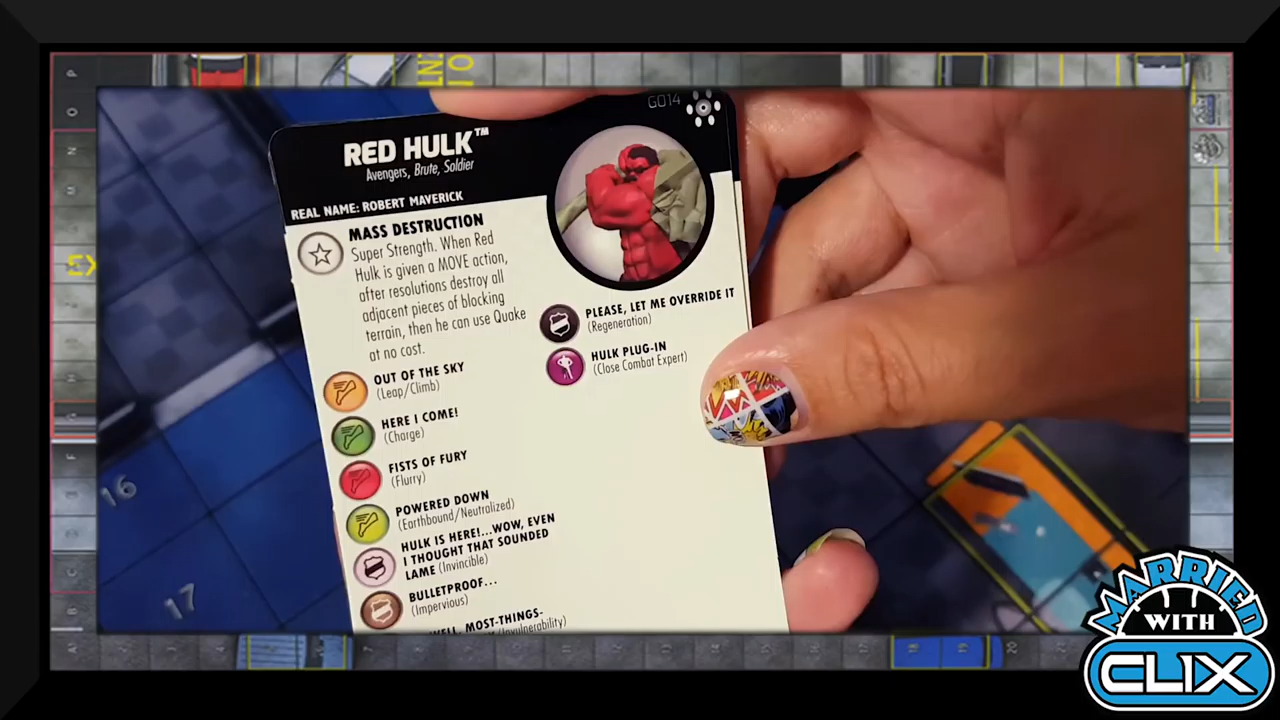 G014
RED HULK™
Avengers, Brute, Soldier
REAL NAME: ROBERT MAVERICK
MASS DESTRUCTION
Super Strength. When Red
Hulk is given a MOVE action,
after resolutions destroy all
adjacent pieces of blocking
terrain, then he can use Quake
at no cost.
OUT OF THE SKY
(Leap/Climb)
HERE I COME!
(Charge)
FISTS OF FURY
(Flurry)
POWERED DOWN
(Earthbound/Neutralized)
HULK IS HERE!...WOW, EVEN
I THOUGHT THAT SOUNDED
LAME (Invincible)
BULLETPROOF...
(Impervious)
WELL, MOST-THINGS-
(Invulnerability)
PLEASE, LET ME OVERRIDE IT
(Regeneration)
HULK PLUG-IN
(Close Combat Expert)
16
17
MARRIED
WITH
CLIX